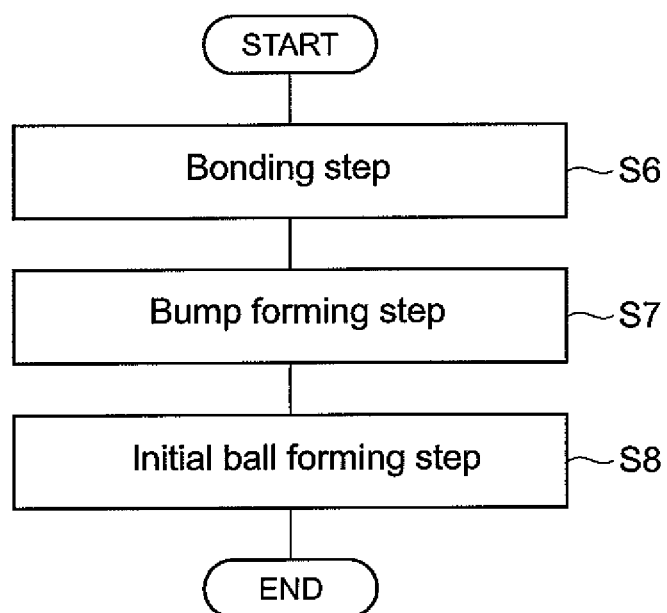 START
Bonding step
S6
Bump forming step
S7
Initial ball forming step
S8
END